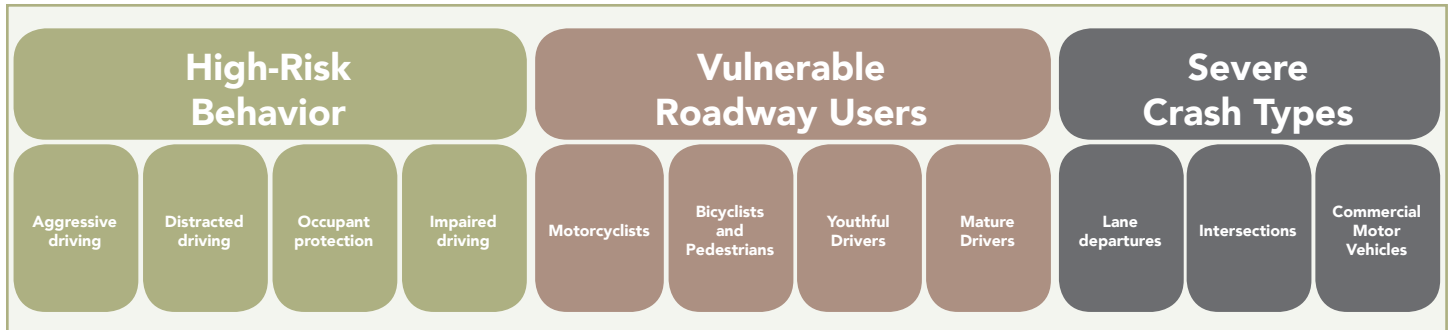 High-Risk
Behavior
Vulnerable
Roadway Users
Severe
Crash Types
Aggressive
driving
Distracted
driving
Occupant
protection
Impaired
driving
Motorcyclists
Bicyclists
and
Pedestrians
Youthful
Drivers
Mature
Drivers
Lane
departures
Intersections
Commercial
Motor
Vehicles